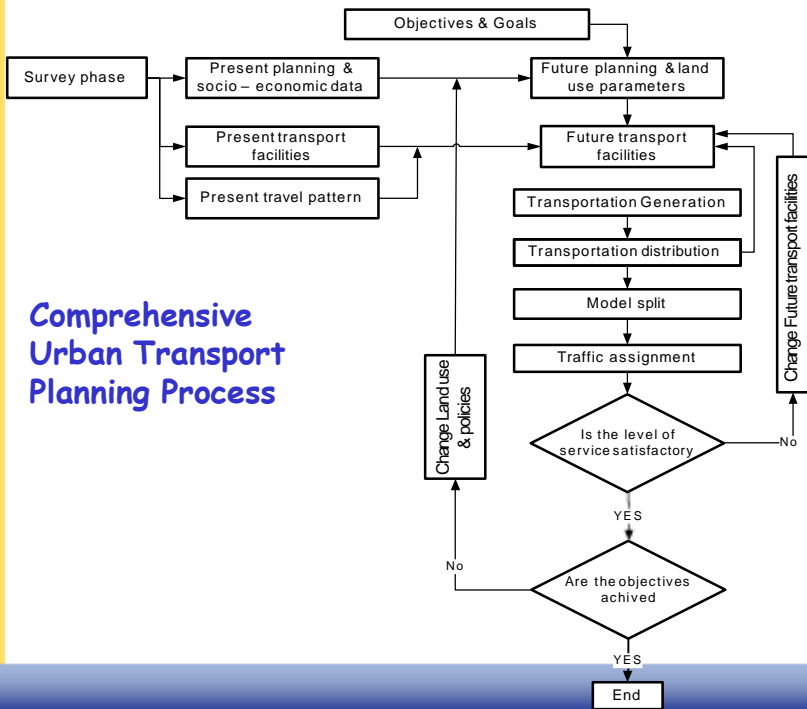 Objectives & Goals
Survey phase
Present planning &
socio – economic data
Future planning & land
use parameters
Present transport
facilities
Future transport
facilities
Present travel pattern
Transportation Generation
Transportation distribution
Model split
Traffic assignment
Change Future transport facilities
Comprehensive
Urban Transport
Planning Process
Change Land use
& policies
Is the level of
service satisfactory
No
YES
No
Are the objectives
achived
YES
End